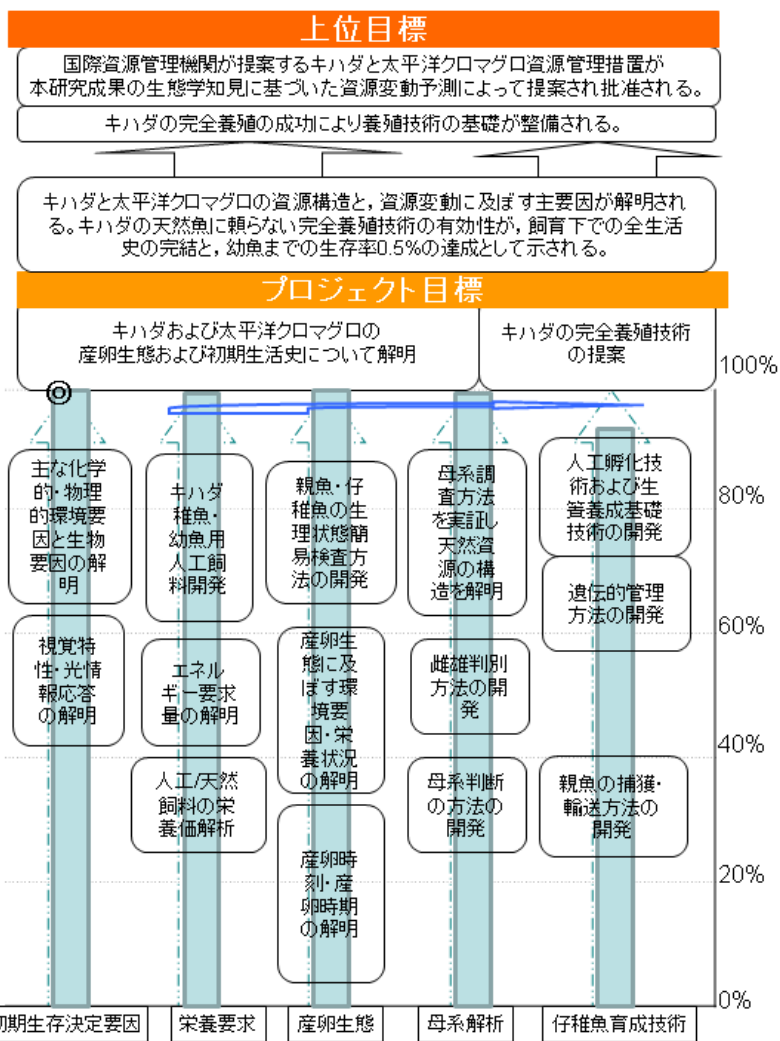 上位目標
国際資源管理機関が提案するキハダと太平洋クロマグロ資源管理措置が
本研究成果の生態学知見に基づいた資源変動予測によって提案され批准される。
キハダの完全養殖の成功により養殖技術の基礎が整備される。
キハダと太平洋クロマグロの資源構造と，資源変動に及ぼす主要因が解明され
る。キハダの天然魚に頼らない完全養殖技術の有効性が，飼育下での全生活
史の完結と，幼魚までの生存率0.5%の達成として示される。
プロジェクト目標
キハダおよび太平洋クロマグロの
産卵生態および初期生活史について解明
キハダの完全養殖技術
の提案
100%
80%
60%
40%
20%
0%
主な化学
的・物理
的環境要
因と生物
要因の解
明
視覚特
性・光情
報応答
の解明
キハダ
稚魚・
幼魚用
人工飼
料開発
エネル
ギー要求
量の解明
人工/天然
飼料の栄
養価解析
親魚・仔
稚魚の生
理状態簡
易検査方
法の開発
産卵生
態に及
ぼす環
境要
因・栄
養状況
の解明
産卵時
刻・産
卵時期
の解明
母系調
査方法
を実証し
天然資
源の構
造を解明
雌雄判別
方法の開
発
母系判断
の方法の
開発
人工孵化技
術および生
簀養成基礎
技術の開発
遺伝的管理
方法の開発
親魚の捕獲・
輸送方法の
開発
初期生存決定要因
栄養要求
産卵生態
母系解析
仔稚魚育成技術